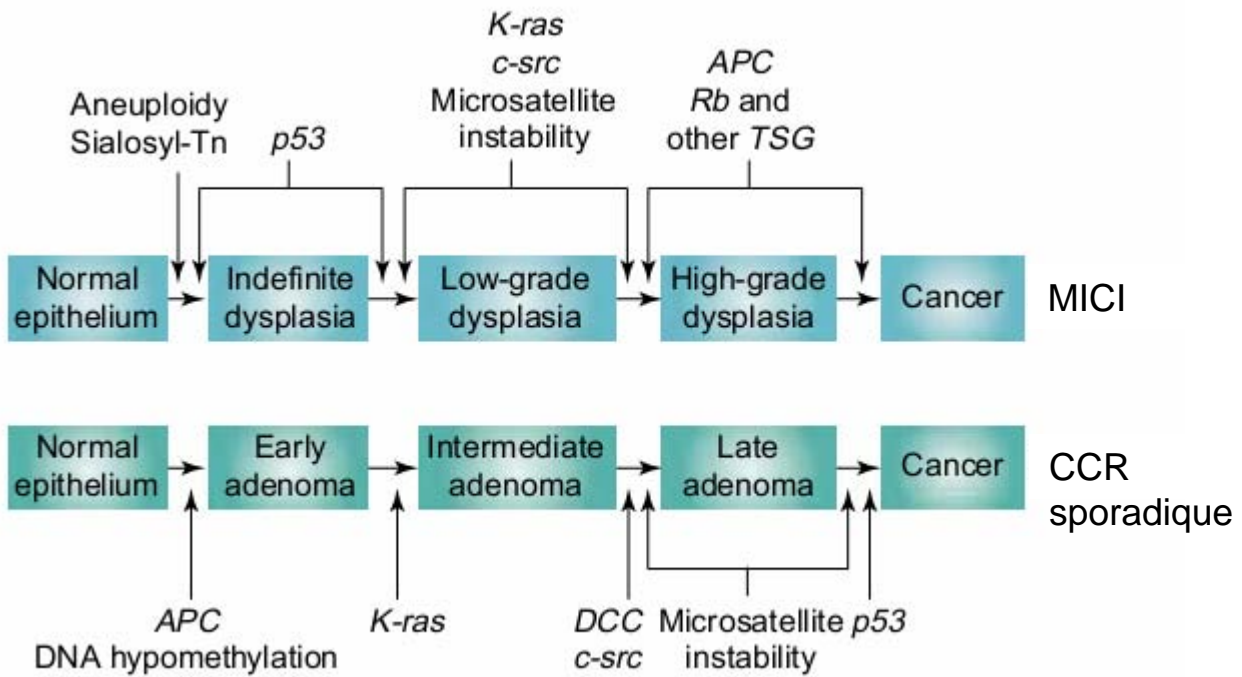 K-ras
c-src
Microsatellite
instability
APC
Rb and
other TSG
Aneuploidy
Sialosyl-Tn
p53
Normal
epithelium
Indefinite
dysplasia
Low-grade
dysplasia
High-grade
dysplasia
Cancer
MICI
Normal
epithelium
Early
adenoma
Intermediate
adenoma
Late
adenoma
Cancer
CCR
sporadique
APC
DNA hypomethylation
K-ras
DCC
c-src
Microsatellite
instability
p53